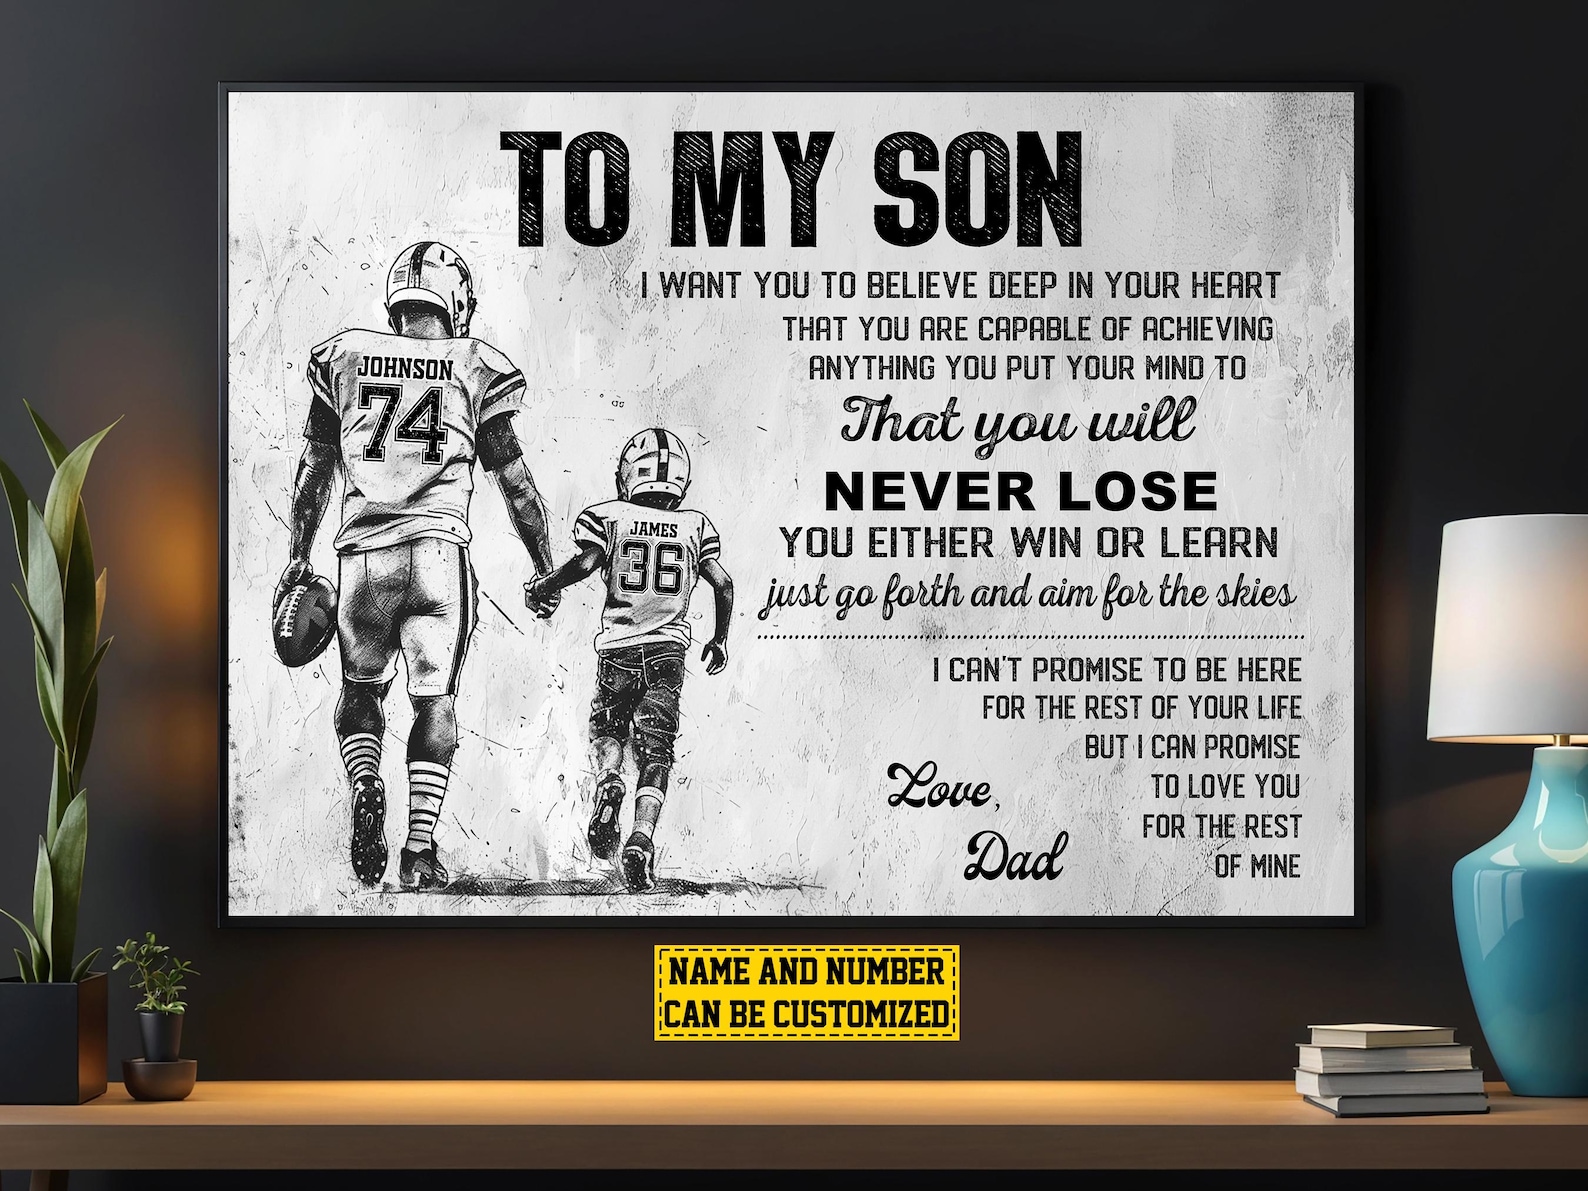 TO MY SON
I WANT YOU TO BELIEVE DEEP IN YOUR HEART
THAT YOU ARE CAPABLE OF ACHIEVING
ANYTHING YOU PUT YOUR MIND TO
That you will
NEVER LOSE
YOU EITHER WIN OR LEARN
just go forth and aim for the skies
I CAN'T PROMISE TO BE HERE
FOR THE REST OF YOUR LIFE
BUT I CAN PROMISE
TO LOVE YOU
FOR THE REST
OF MINE
Love,
Dad
JOHNSON
74
JAMES
36
NAME AND NUMBER
CAN BE CUSTOMIZED